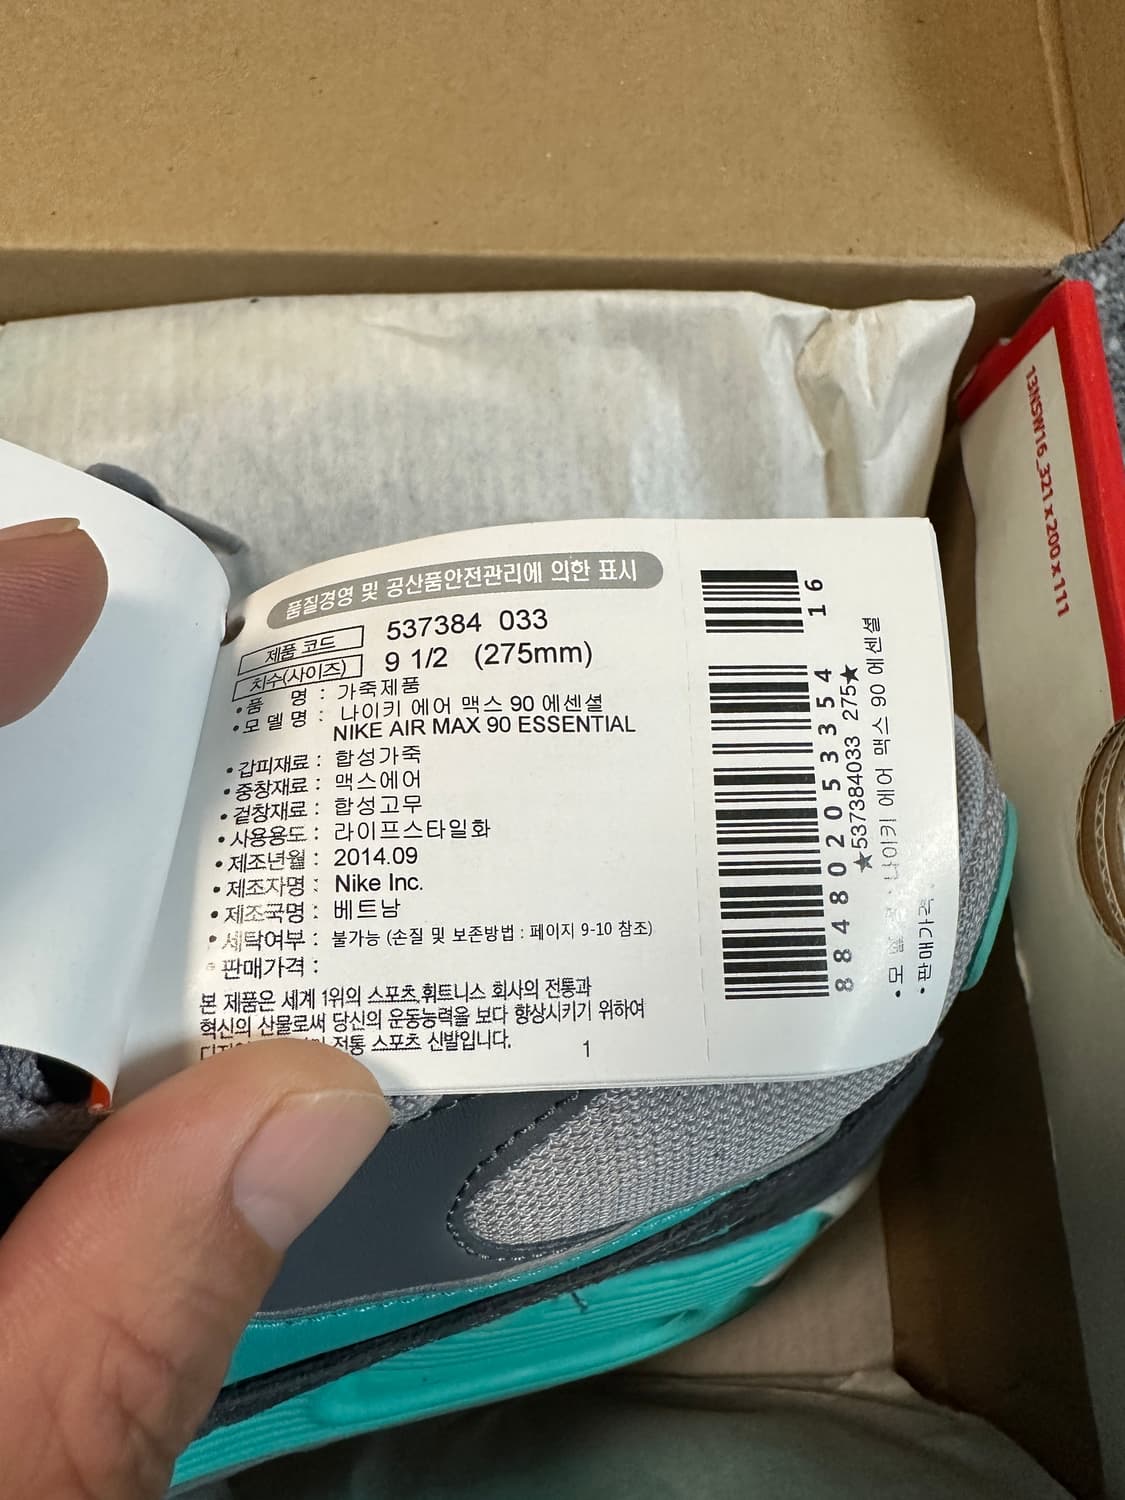 품질경영 및 공산품안전관리에 의한 표시
제품 코드 537384 033
치수(사이즈) 9 1/2 (275mm)
•품 명 : 가죽제품
•모 델 명 : 나이키 에어 맥스 90 에센셜
NIKE AIR MAX 90 ESSENTIAL
•갑피재료 : 합성가죽
•중창재료 : 맥스에어
•겉창재료 : 합성고무
•사용용도 : 라이프스타일화
•제조년월 : 2014.09
•제조자명 : Nike Inc.
•제조국명 : 베트남
•세탁여부 : 불가능 (손질 및 보존방법 : 페이지 9-10 참조)
•판매가격 :
본 제품은 세계 1위의 스포츠,휘트니스 회사의 전통과
혁신의 산물로써 당신의 운동능력을 보다 향상시키기 위하여
전통 스포츠 신발입니다.
1
16
884802053354
★537384033 275★
•모 : 나이키 에어 맥스 90 에센셜
•판매가격 :
13NSW16_321x200x111